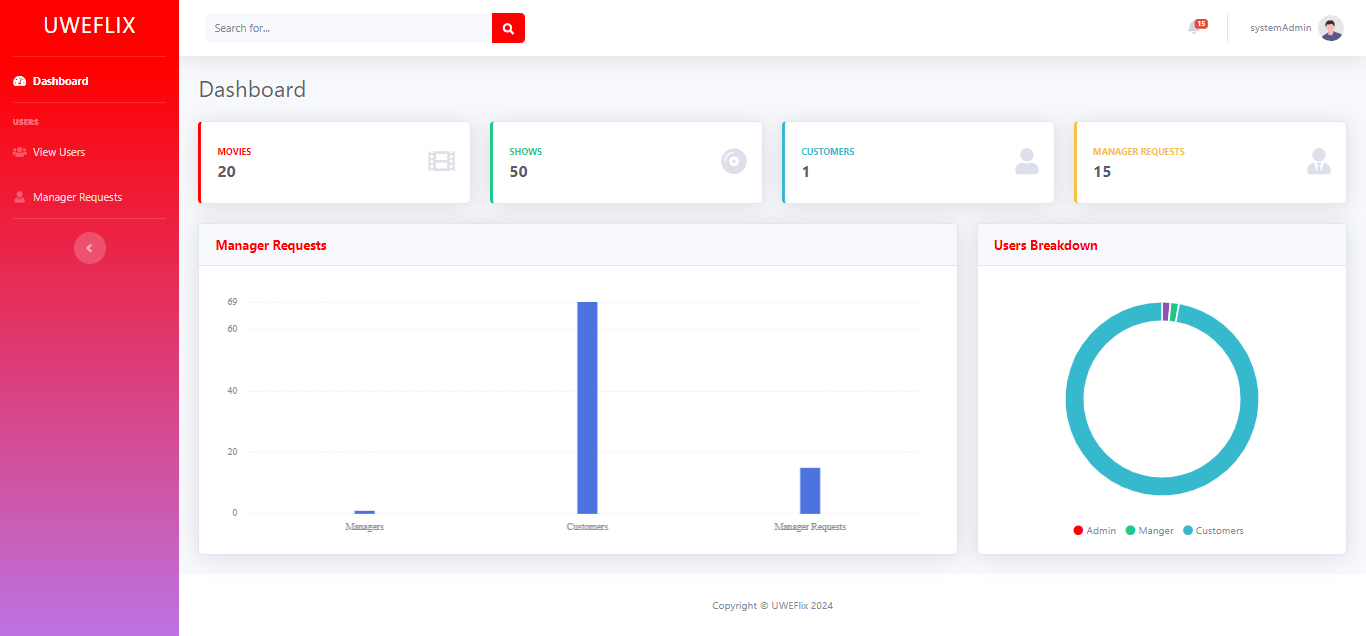 UWEFLIX
Search for...
15
systemAdmin
Dashboard
USERS
View Users
Manager Requests
Dashboard
MOVIES
20
SHOWS
50
CUSTOMERS
1
MANAGER REQUESTS
15
Manager Requests
69
60
40
20
0
Managers
Customers
Manager Requests
Users Breakdown
Admin
Manger
Customers
Copyright © UWEFlix 2024